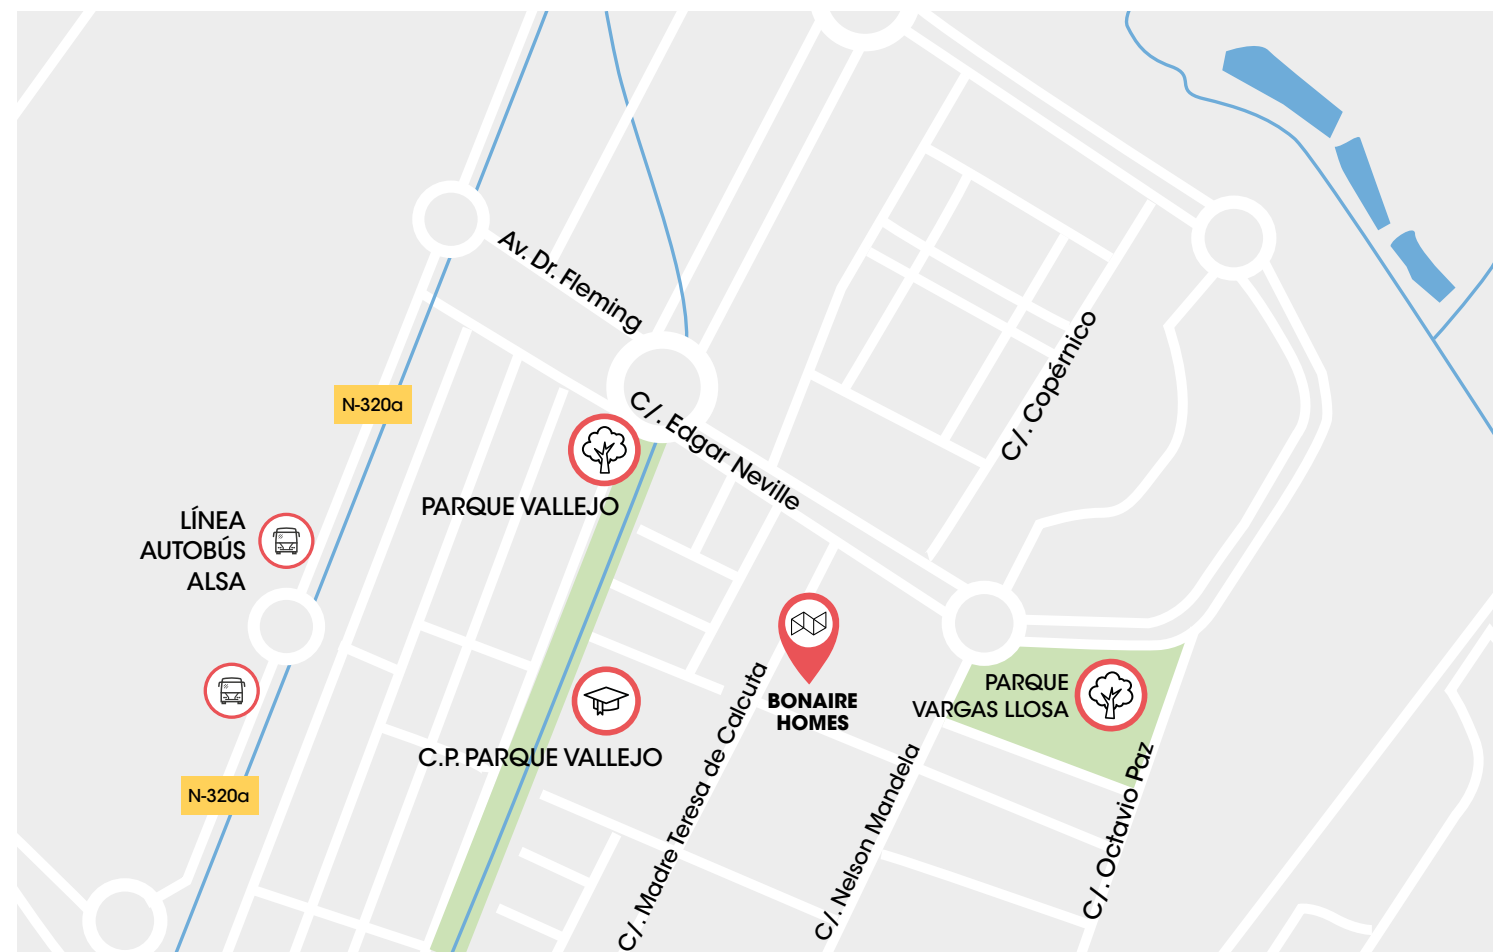 Av. Dr. Fleming
C/. Copérnico
N-320a
C/. Edgar Neville
PARQUE VALLEJO
LÍNEA
AUTOBÚS
ALSA
BONAIRE
HOMES
PARQUE
VARGAS LLOSA
C.P. PARQUE VALLEJO
C/. Madre Teresa de Calcuta
C/. Nelson Mandela
C/. Octavio Paz
N-320a